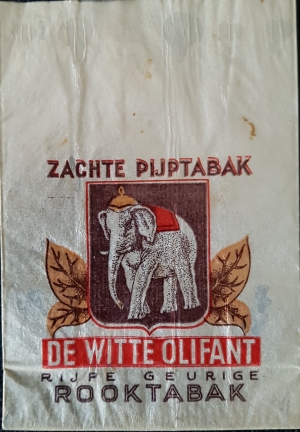 ZACHTE PIJPTABAK
DE WITTE OLIFANT
RIJPE GEURIGE
ROOKTABAK